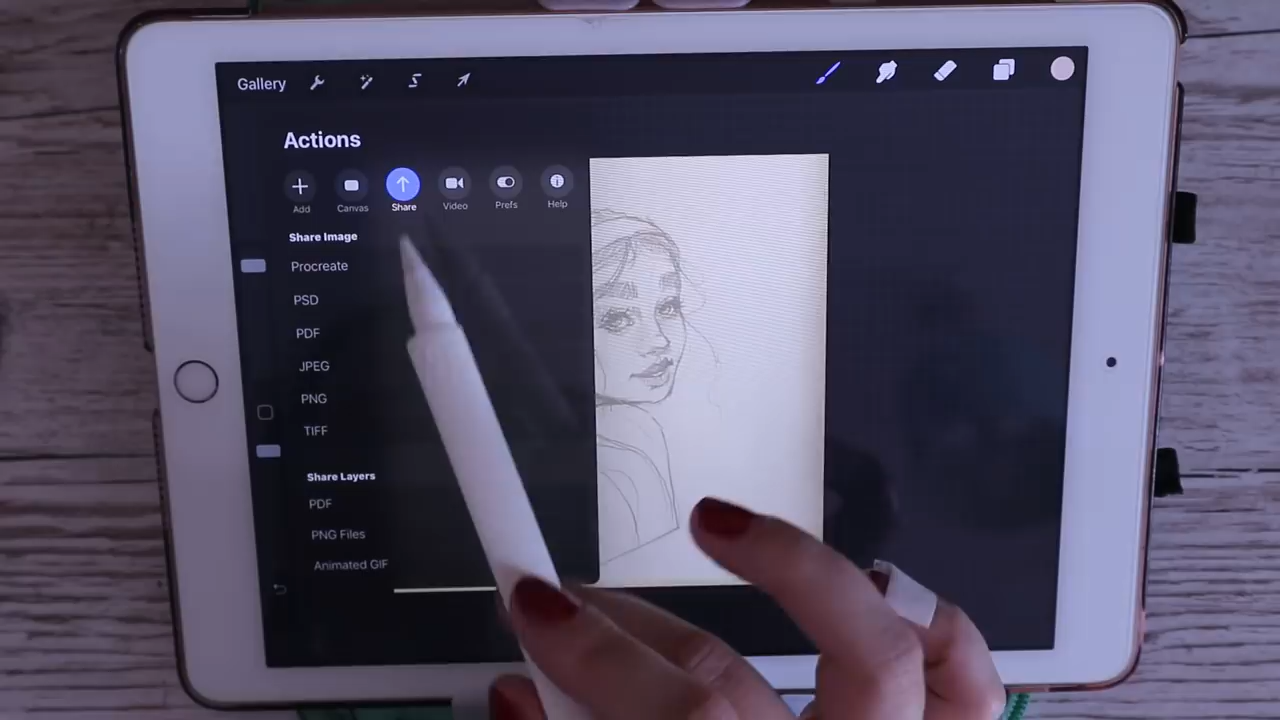 Gallery
Actions
Add Canvas Share Video Prefs Help
Share Image
Procreate
PSD
PDF
JPEG
PNG
TIFF
Share Layers
PDF
PNG Files
Animated GIF